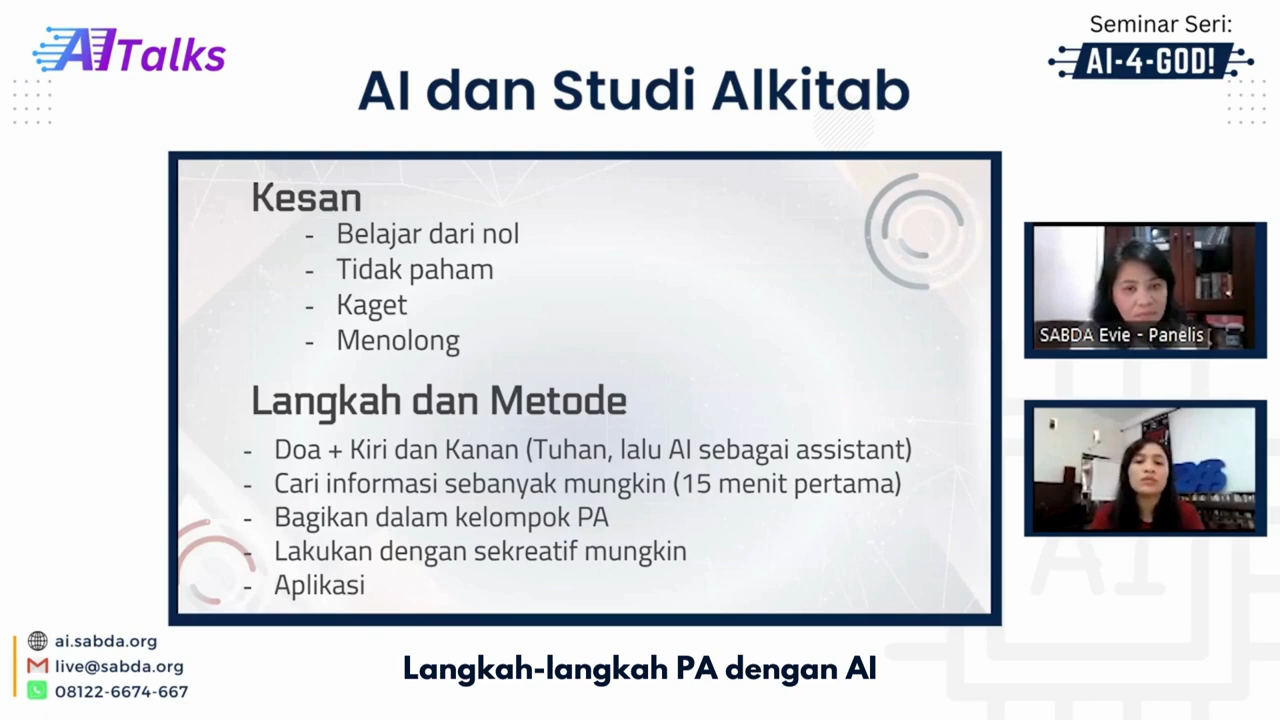 AITalks
Seminar Seri:
AI-4-GOD!
AI dan Studi Alkitab
Kesan
- Belajar dari nol
- Tidak paham
- Kaget
- Menolong
Langkah dan Metode
- Doa + Kiri dan Kanan (Tuhan, lalu AI sebagai assistant)
- Cari informasi sebanyak mungkin (15 menit pertama)
- Bagikan dalam kelompok PA
- Lakukan dengan sekreatif mungkin
- Aplikasi
SABDA Evie - Panelis
AI
ai.sabda.org
live@sabda.org
08122-6674-667
Langkah-langkah PA dengan AI